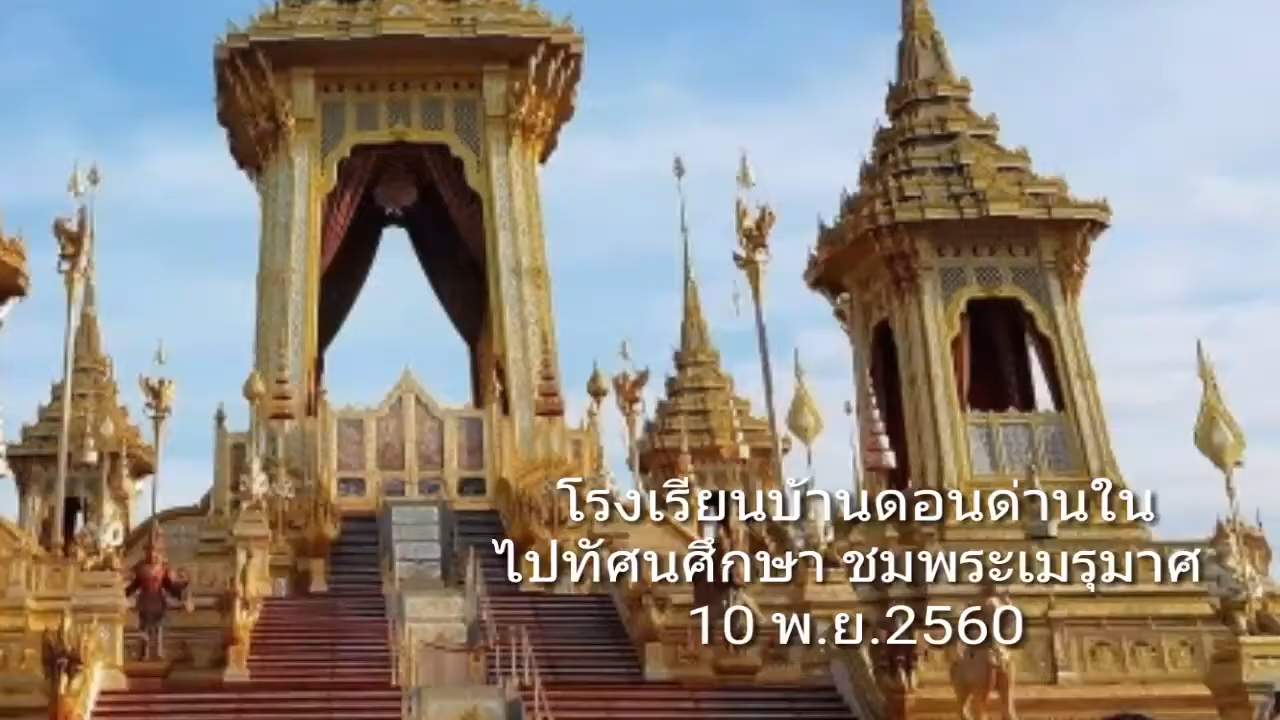 โรงเรียนบ้านดอนด่านใน
ไปทัศนศึกษา ชมพระเมรุมาศ
10 พ.ย.2560